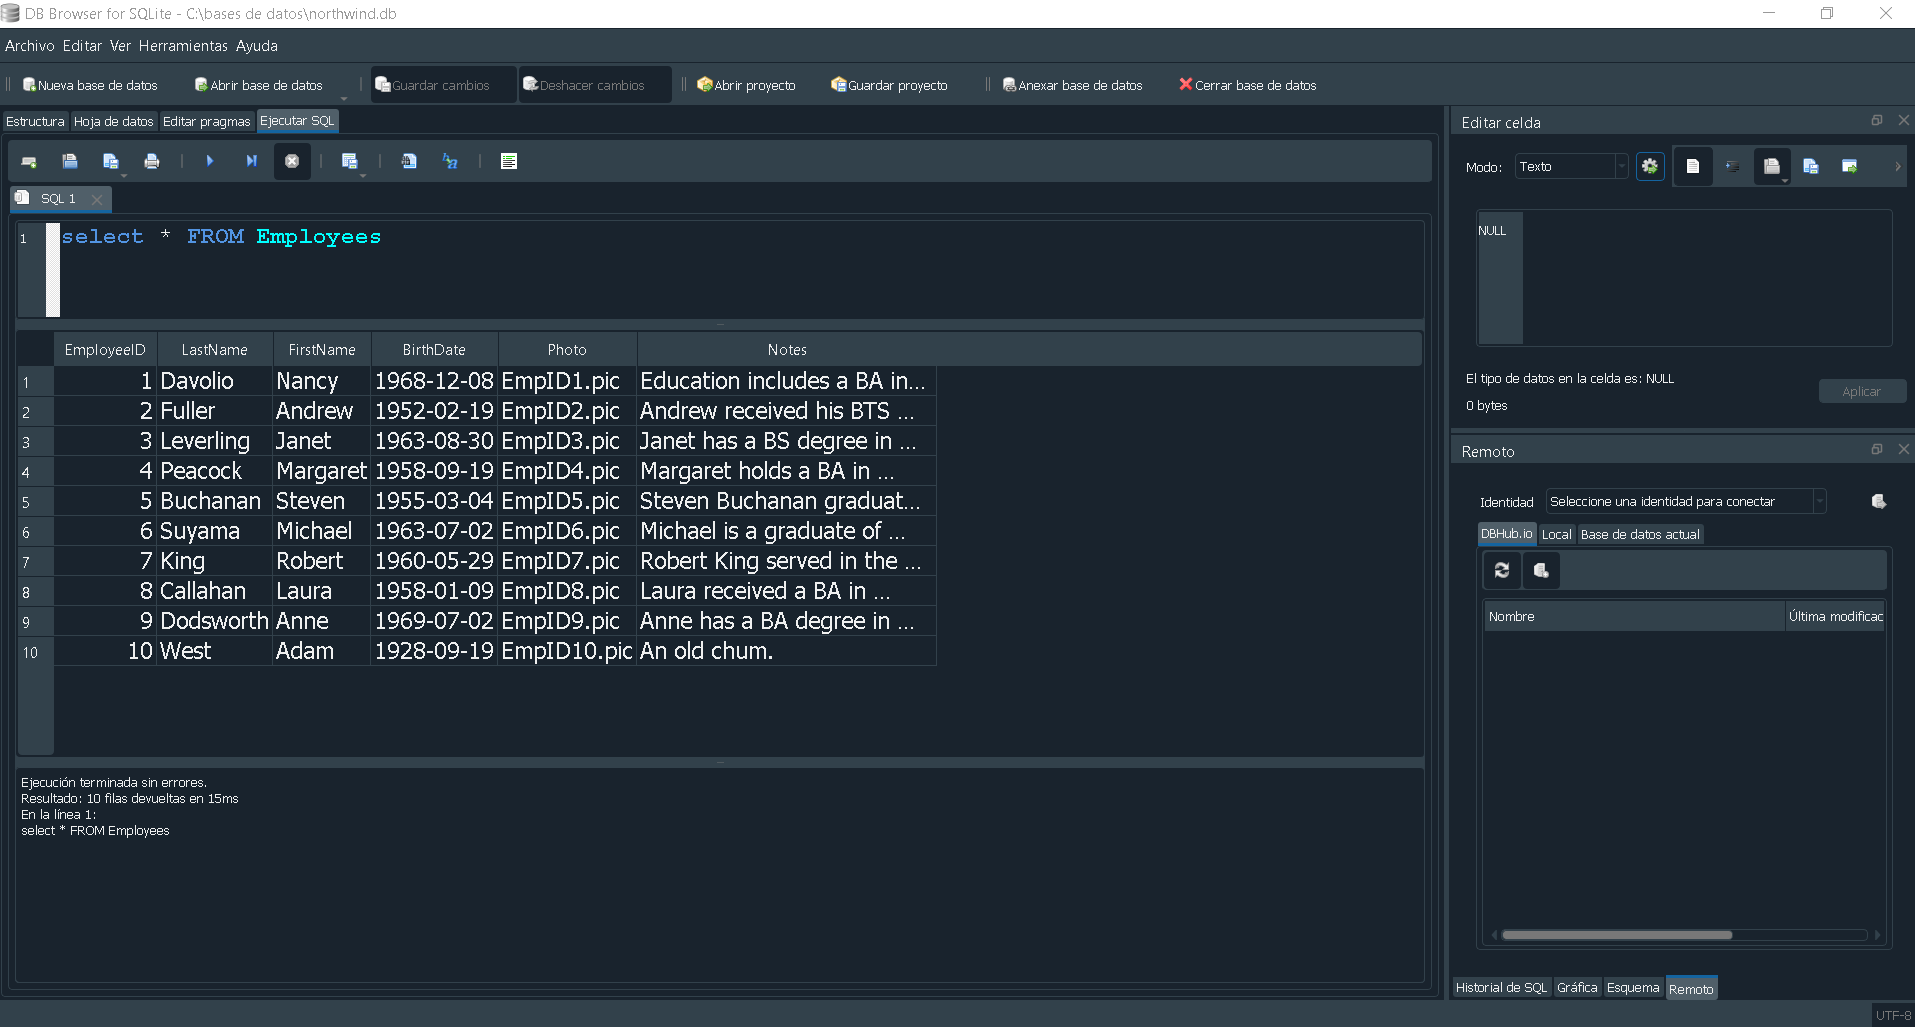 DB Browser for SQLite - C:\bases de datos\northwind.db
Archivo Editar Ver Herramientas Ayuda
Nueva base de datos Abrir base de datos Guardar cambios Deshacer cambios Abrir proyecto Guardar proyecto Anexar base de datos Cerrar base de datos
Estructura Hoja de datos Editar pragmas Ejecutar SQL
SQL 1
1 select * FROM Employees
EmployeeID LastName FirstName BirthDate Photo Notes
1 1 Davolio Nancy 1968-12-08 EmpID1.pic Education includes a BA in...
2 2 Fuller Andrew 1952-02-19 EmpID2.pic Andrew received his BTS ...
3 3 Leverling Janet 1963-08-30 EmpID3.pic Janet has a BS degree in ...
4 4 Peacock Margaret 1958-09-19 EmpID4.pic Margaret holds a BA in ...
5 5 Buchanan Steven 1955-03-04 EmpID5.pic Steven Buchanan graduat...
6 6 Suyama Michael 1963-07-02 EmpID6.pic Michael is a graduate of ...
7 7 King Robert 1960-05-29 EmpID7.pic Robert King served in the ...
8 8 Callahan Laura 1958-01-09 EmpID8.pic Laura received a BA in ...
9 9 Dodsworth Anne 1969-07-02 EmpID9.pic Anne has a BA degree in ...
10 10 West Adam 1928-09-19 EmpID10.pic An old chum.
Ejecución terminada sin errores.
Resultado: 10 filas devueltas en 15ms
En la línea 1:
select * FROM Employees
Editar celda
Modo: Texto
NULL
El tipo de datos en la celda es: NULL
0 bytes
Aplicar
Remoto
Identidad Seleccione una identidad para conectar
DBHub.io Local Base de datos actual
Nombre Última modificac
Historial de SQL Gráfica Esquema Remoto
UTF-8